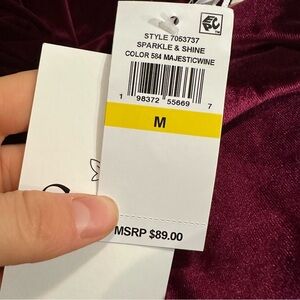 STYLE 7053737
SPARKLE & SHINE
COLOR 584 MAJESTICWINE
1 98372 55669 7
M
MSRP $89.00